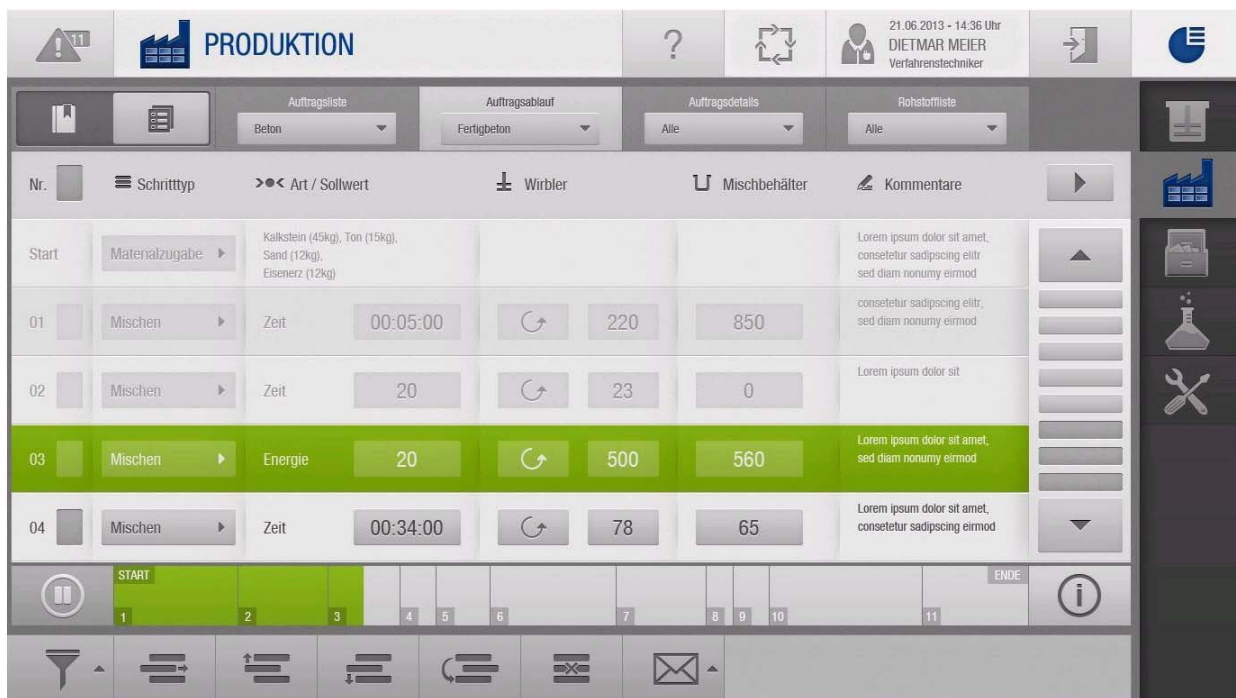 11
PRODUKTION
?
21.06.2013 - 14:36 Uhr
DIETMAR MEIER
Verfahrenstechniker
Auftragsliste
Beton
Auftragsablauf
Fertigbeton
Auftragsdetails
Alle
Rohstoffliste
Alle
Nr. Schritttyp Art / Sollwert Wirbler Mischbehälter Kommentare
Start Materialzugabe
Kalkstein (45kg), Ton (15kg),
Sand (12kg),
Eisenerz (12kg)
Lorem ipsum dolor sit amet,
consetetur sadipscing elitr
sed diam nonumy eirmod
01 Mischen Zeit 00:05:00 220 850
consetetur sadipscing elitr,
sed diam nonumy eirmod
02 Mischen Zeit 20 23 0
Lorem ipsum dolor sit
03 Mischen Energie 20 500 560
Lorem ipsum dolor sit amet,
sed diam nonumy eirmod
04 Mischen Zeit 00:34:00 78 65
Lorem ipsum dolor sit amet,
consetetur sadipscing eirmod
START ENDE
1 2 3 4 5 6 7 8 9 10 11
i